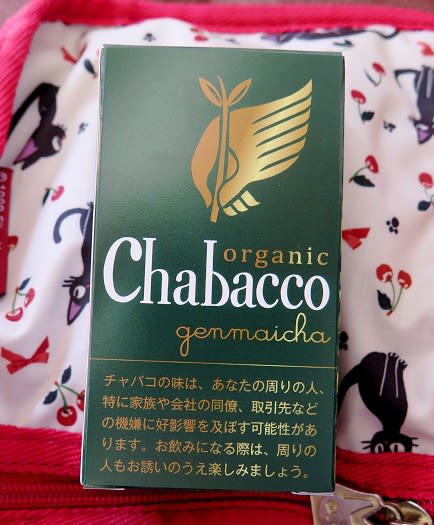 organic
Chabacco
genmaicha
チャバコの味は、あなたの周りの人、
特に家族や会社の同僚、取引先など
の機嫌に好影響を及ぼす可能性があ
ります。お飲みになる際は、周りの
人もお誘いのうえ楽しみましょう。